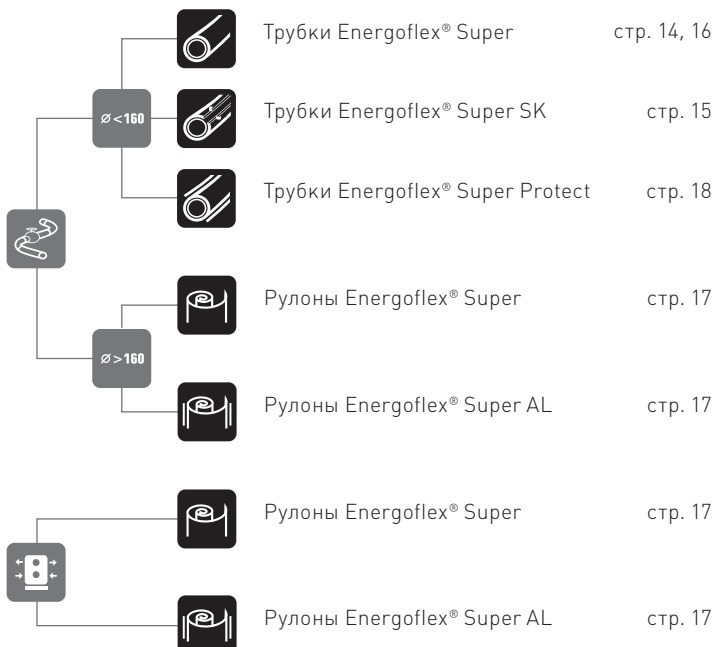 Трубки Energoflex® Super стр. 14, 16
ø<160
Трубки Energoflex® Super SK стр. 15
Трубки Energoflex® Super Protect стр. 18
Рулоны Energoflex® Super стр. 17
ø>160
Рулоны Energoflex® Super AL стр. 17
Рулоны Energoflex® Super стр. 17
Рулоны Energoflex® Super AL стр. 17